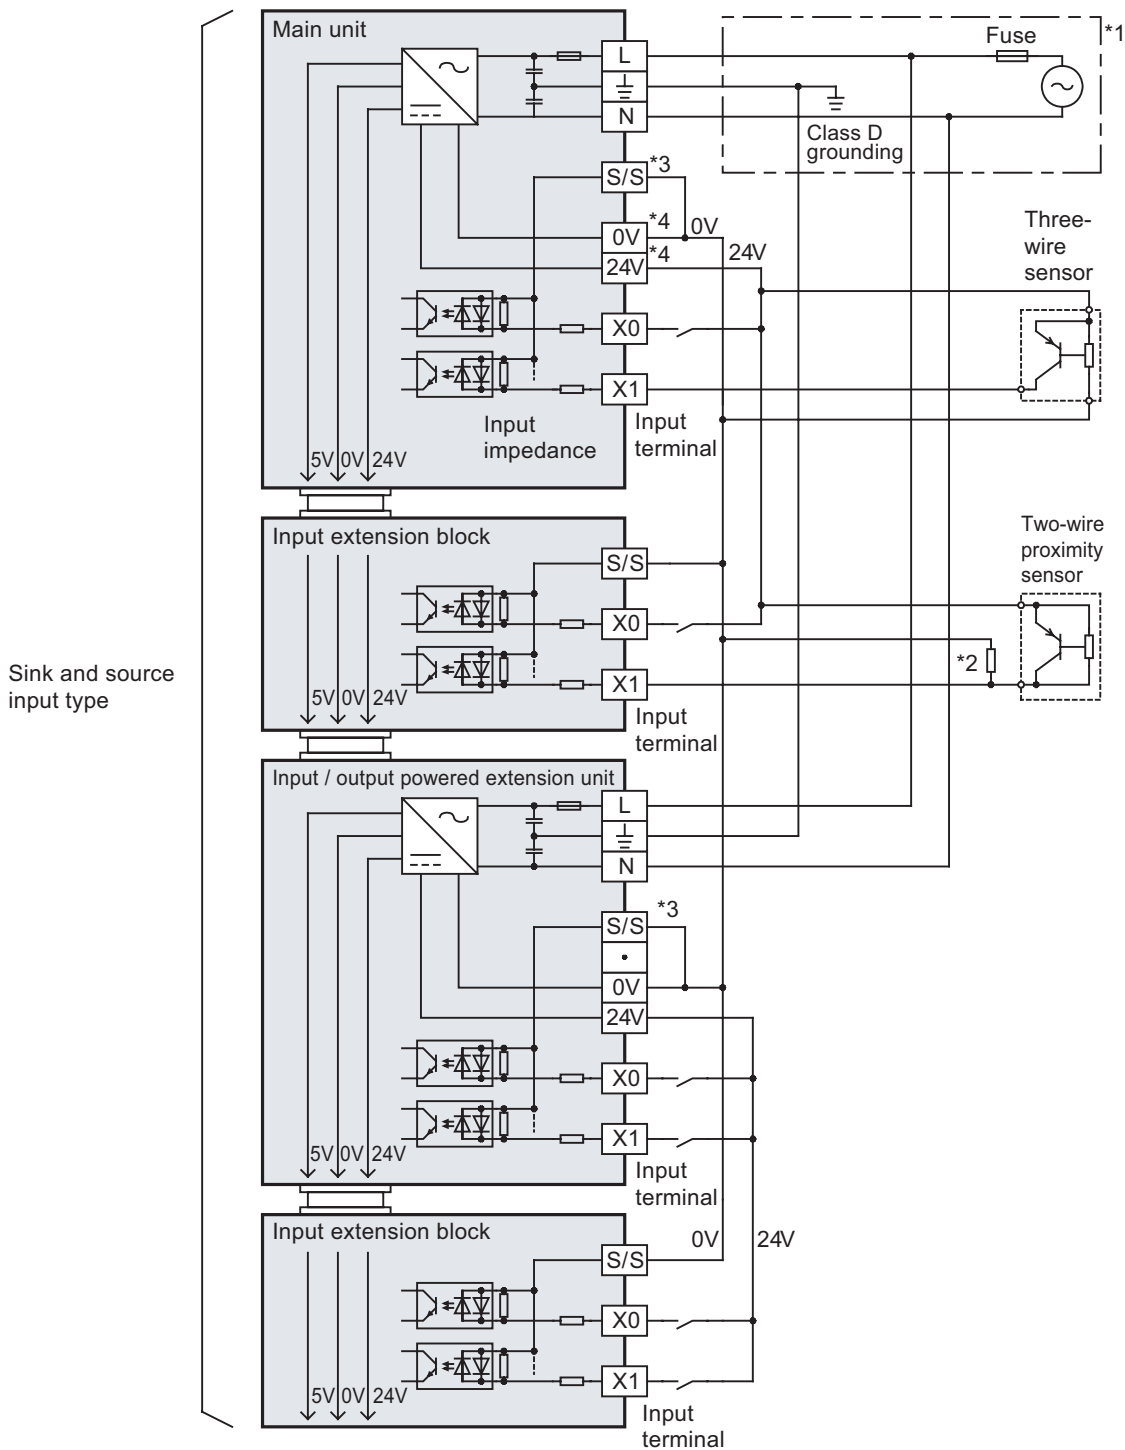 Main unit
L
N
Fuse
*1
Class D
grounding
S/S
*3
0V
*4
0V
24V
*4
24V
Three-
wire
sensor
X0
X1
Input
impedance
Input
terminal
5V 0V 24V
Input extension block
S/S
Two-wire
proximity
sensor
X0
*2
X1
Input
terminal
5V 0V 24V
Sink and source
input type
Input / output powered extension unit
L
N
*3
S/S
•
0V
24V
X0
X1
5V 0V 24V
Input
terminal
Input extension block
0V
24V
S/S
X0
X1
5V 0V 24V
Input
terminal